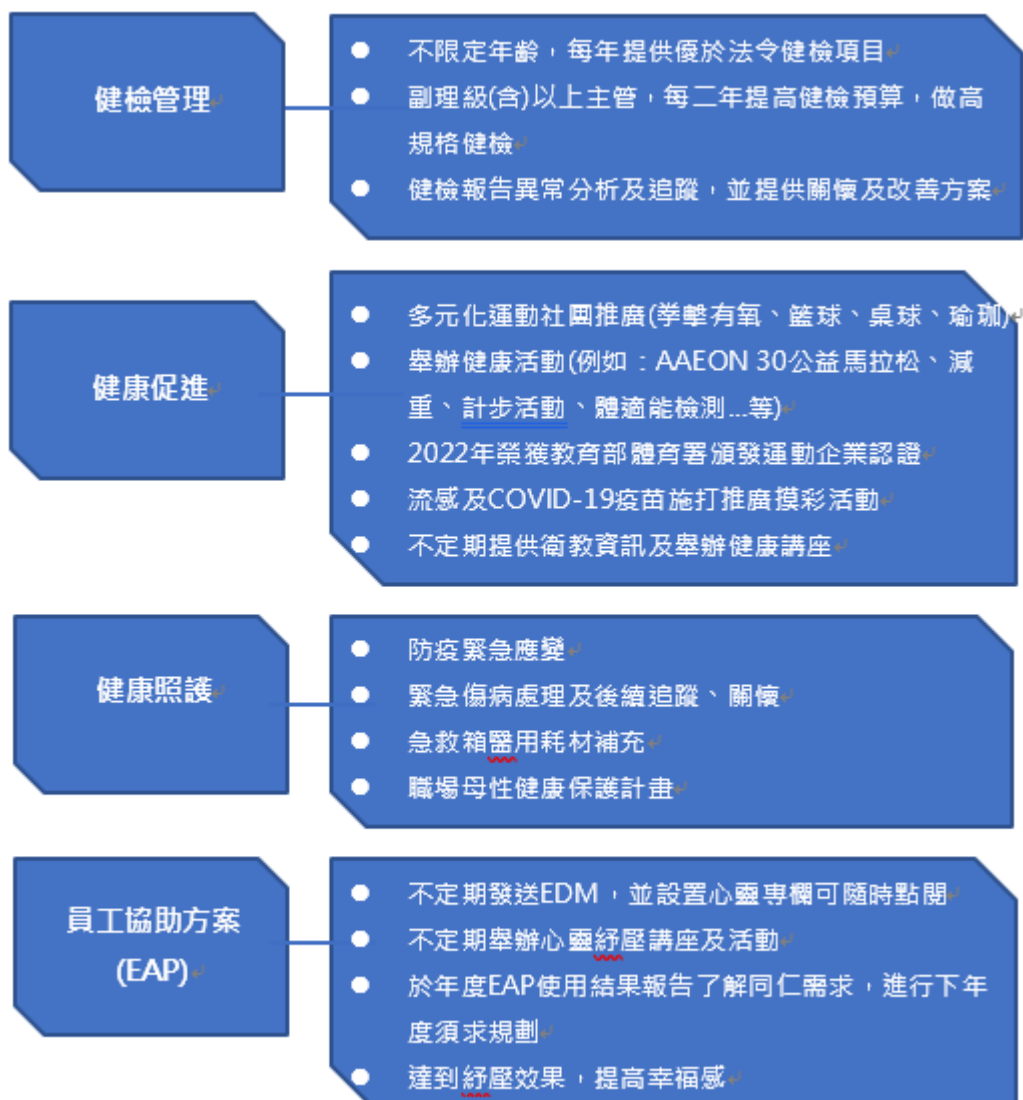 健檢管理
不限定年齡，每年提供優於法令健檢項目
副理級(含)以上主管，每二年提高健檢預算，做高
規格健檢
健檢報告異常分析及追蹤，並提供關懷及改善方案
健康促進
多元化運動社團推廣(拳擊有氧、籃球、桌球、瑜珈)
舉辦健康活動(例如：AAEON 30公益馬拉松、減
重、計步活動、體適能檢測...等)
2022年榮獲教育部體育署頒發運動企業認證
流感及COVID-19疫苗施打推廣摸彩活動
不定期提供衛教資訊及舉辦健康講座
健康照護
防疫緊急應變
緊急傷病處理及後續追蹤、關懷
急救箱醫用耗材補充
職場母性健康保護計畫
員工協助方案
(EAP)
不定期發送EDM，並設置心靈專欄可隨時點閱
不定期舉辦心靈紓壓講座及活動
於年度EAP使用結果報告了解同仁需求，進行下年
度須求規劃
達到紓壓效果，提高幸福感